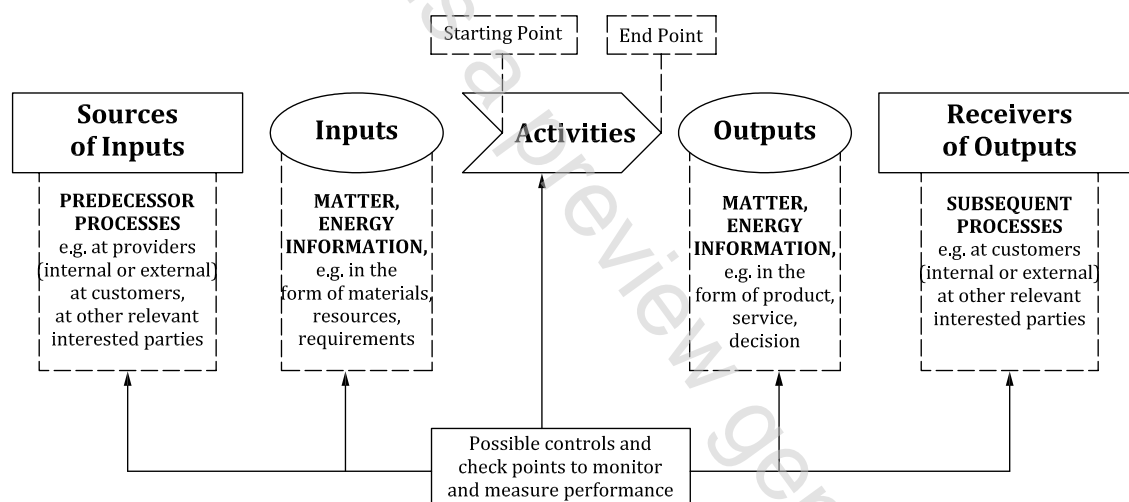 Starting Point
End Point
Sources
of Inputs
Inputs
Activities
Outputs
Receivers
of Outputs
PREDECESSOR
PROCESSES
e.g. at providers
(internal or external)
at customers,
at other relevant
interested parties
MATTER,
ENERGY
INFORMATION,
e.g. in the
form of materials,
resources,
requirements
MATTER,
ENERGY
INFORMATION,
e.g. in the
form of product,
service,
decision
SUBSEQUENT
PROCESSES
e.g. at customers
(internal or external)
at other relevant
interested parties
Possible controls and
check points to monitor
and measure performance
a preview